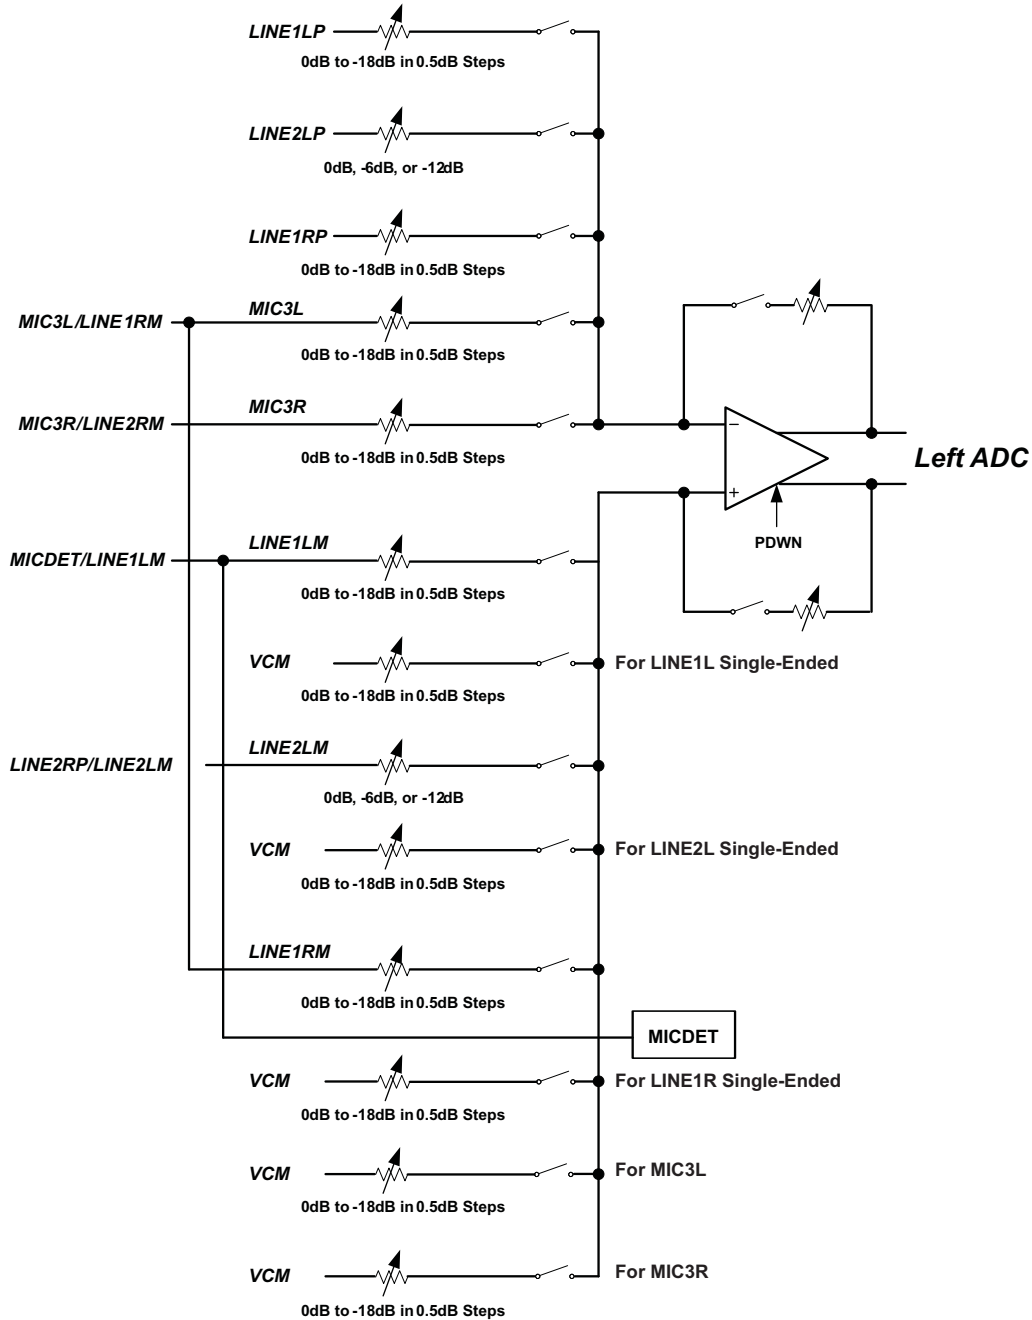 LINE1LP
0dB to -18dB in 0.5dB Steps
LINE2LP
0dB, -6dB, or -12dB
LINE1RP
0dB to -18dB in 0.5dB Steps
MIC3L/LINE1RM
MIC3L
0dB to -18dB in 0.5dB Steps
MIC3R/LINE2RM
MIC3R
0dB to -18dB in 0.5dB Steps
−
+
Left ADC
PDWN
MICDET/LINE1LM
LINE1LM
0dB to -18dB in 0.5dB Steps
VCM
For LINE1L Single-Ended
0dB to -18dB in 0.5dB Steps
LINE2RP/LINE2LM
LINE2LM
0dB, -6dB, or -12dB
VCM
For LINE2L Single-Ended
0dB to -18dB in 0.5dB Steps
LINE1RM
0dB to -18dB in 0.5dB Steps
MICDET
VCM
For LINE1R Single-Ended
0dB to -18dB in 0.5dB Steps
VCM
For MIC3L
0dB to -18dB in 0.5dB Steps
VCM
For MIC3R
0dB to -18dB in 0.5dB Steps